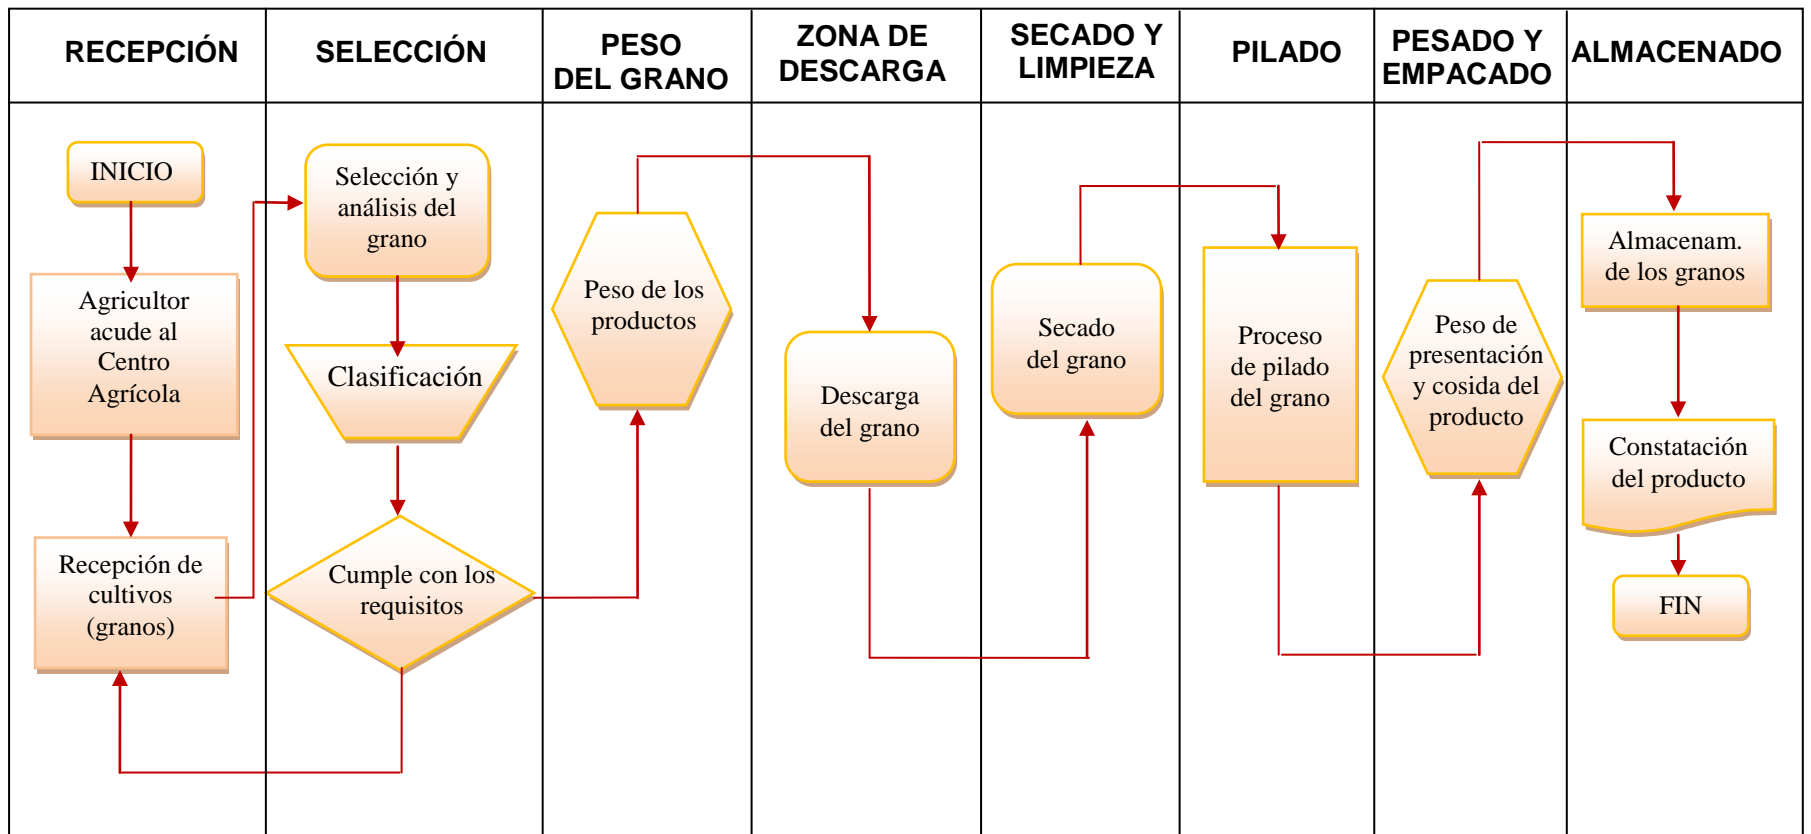 RECEPCIÓN
SELECCIÓN
PESO
DEL GRANO
ZONA DE
DESCARGA
SECADO Y
LIMPIEZA
PILADO
PESADO Y
EMPACADO
ALMACENADO
INICIO
Agricultor
acude al
Centro
Agrícola
Recepción de
cultivos
(granos)
Selección y
análisis del
grano
Clasificación
Cumple con los
requisitos
Peso de los
productos
Descarga
del grano
Secado
del grano
Proceso
de pilado
del grano
Peso de
presentación
y cosida del
producto
Almacenam.
de los granos
Constatación
del producto
FIN